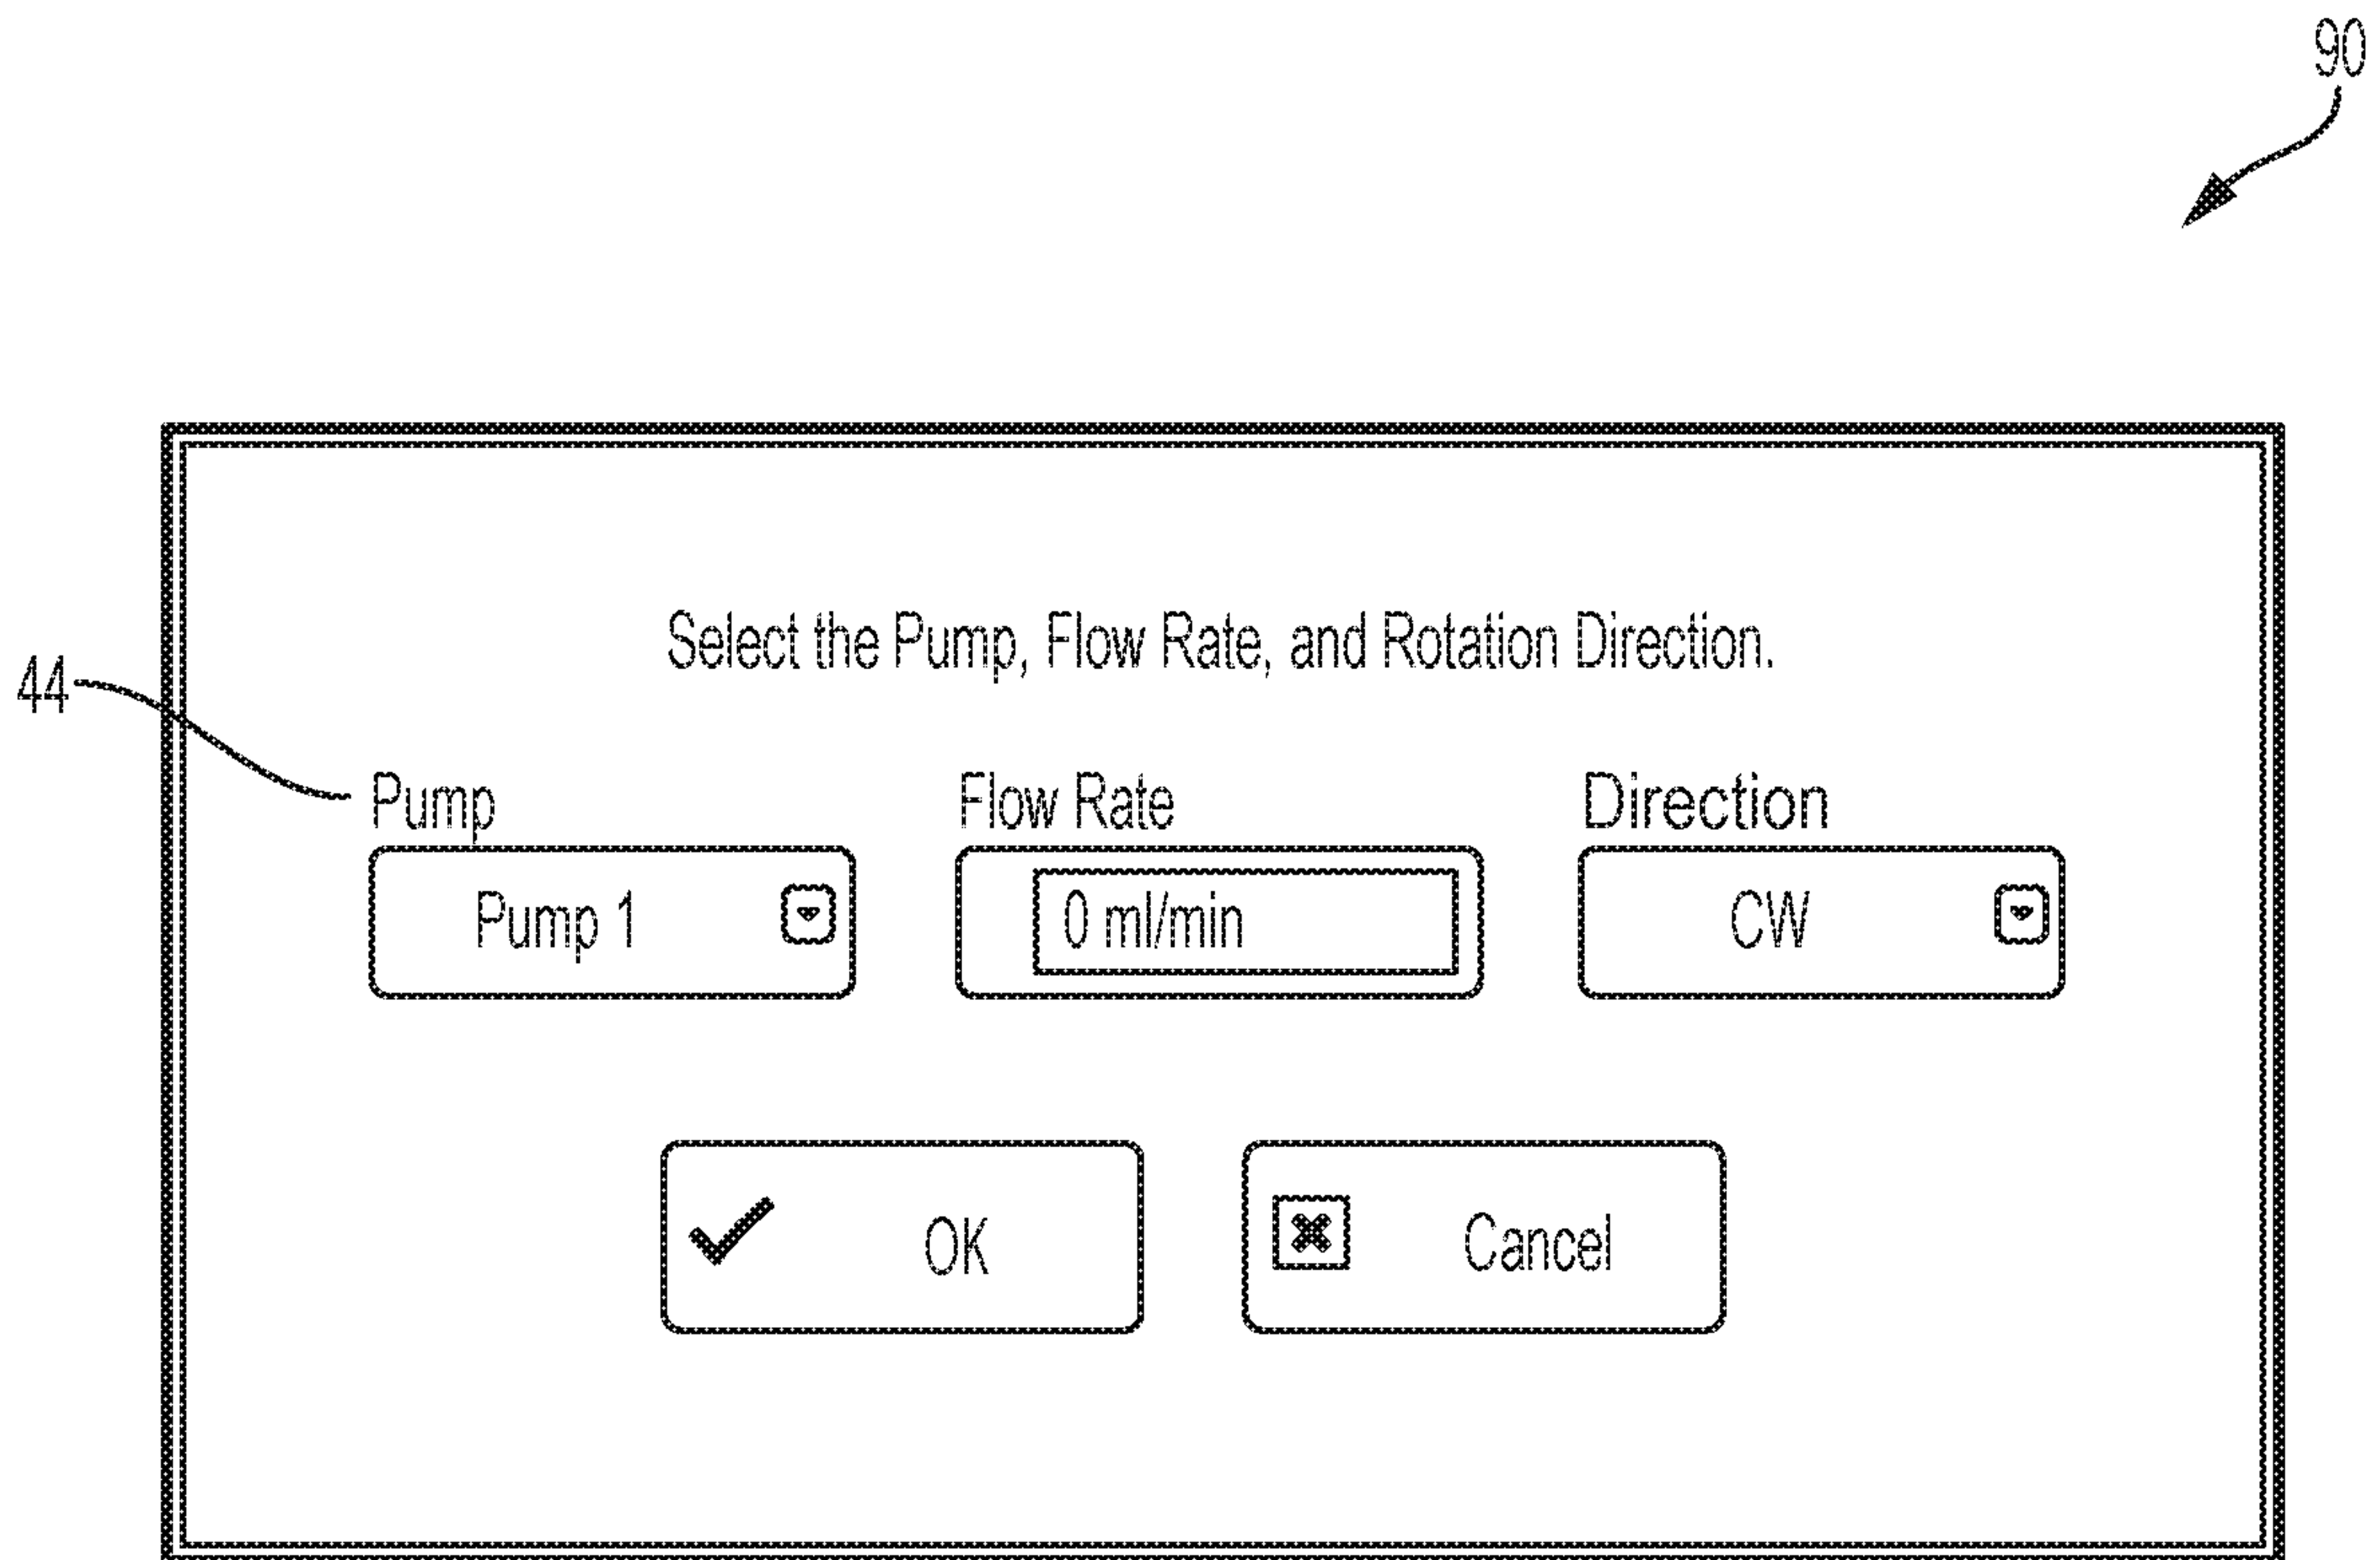 90
Select the Pump, Flow Rate, and Rotation Direction.
44
Pump Flow Rate Direction
Pump 1 0 ml/min CW
OK Cancel